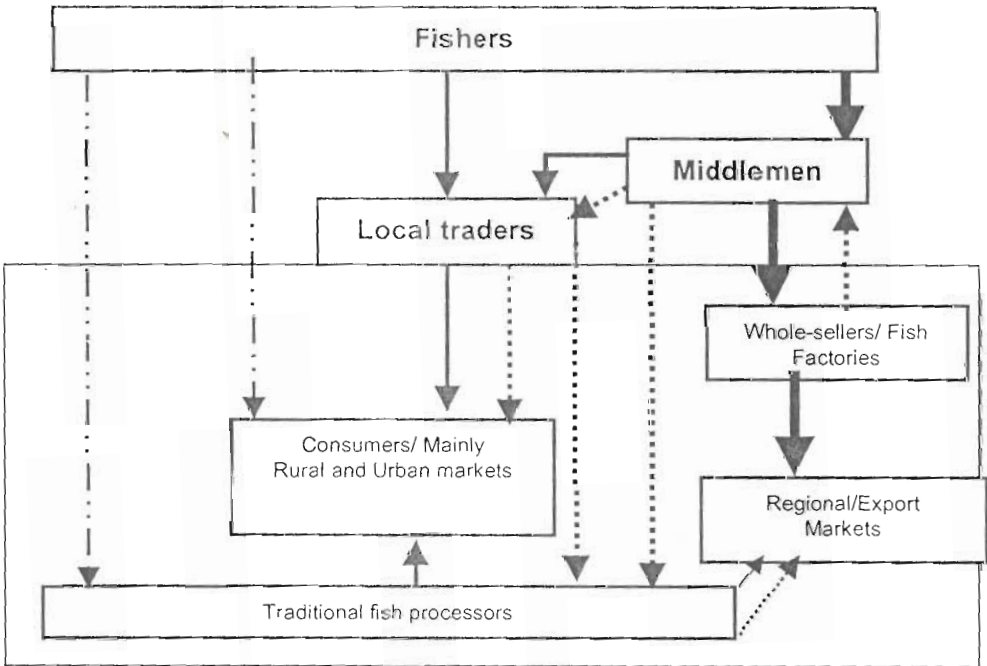 Fishers
Middlemen
Local traders
Whole-sellers/ Fish
Factories
Consumers/ Mainly
Rural and Urban markets
Regional/Export
Markets
Traditional fish processors